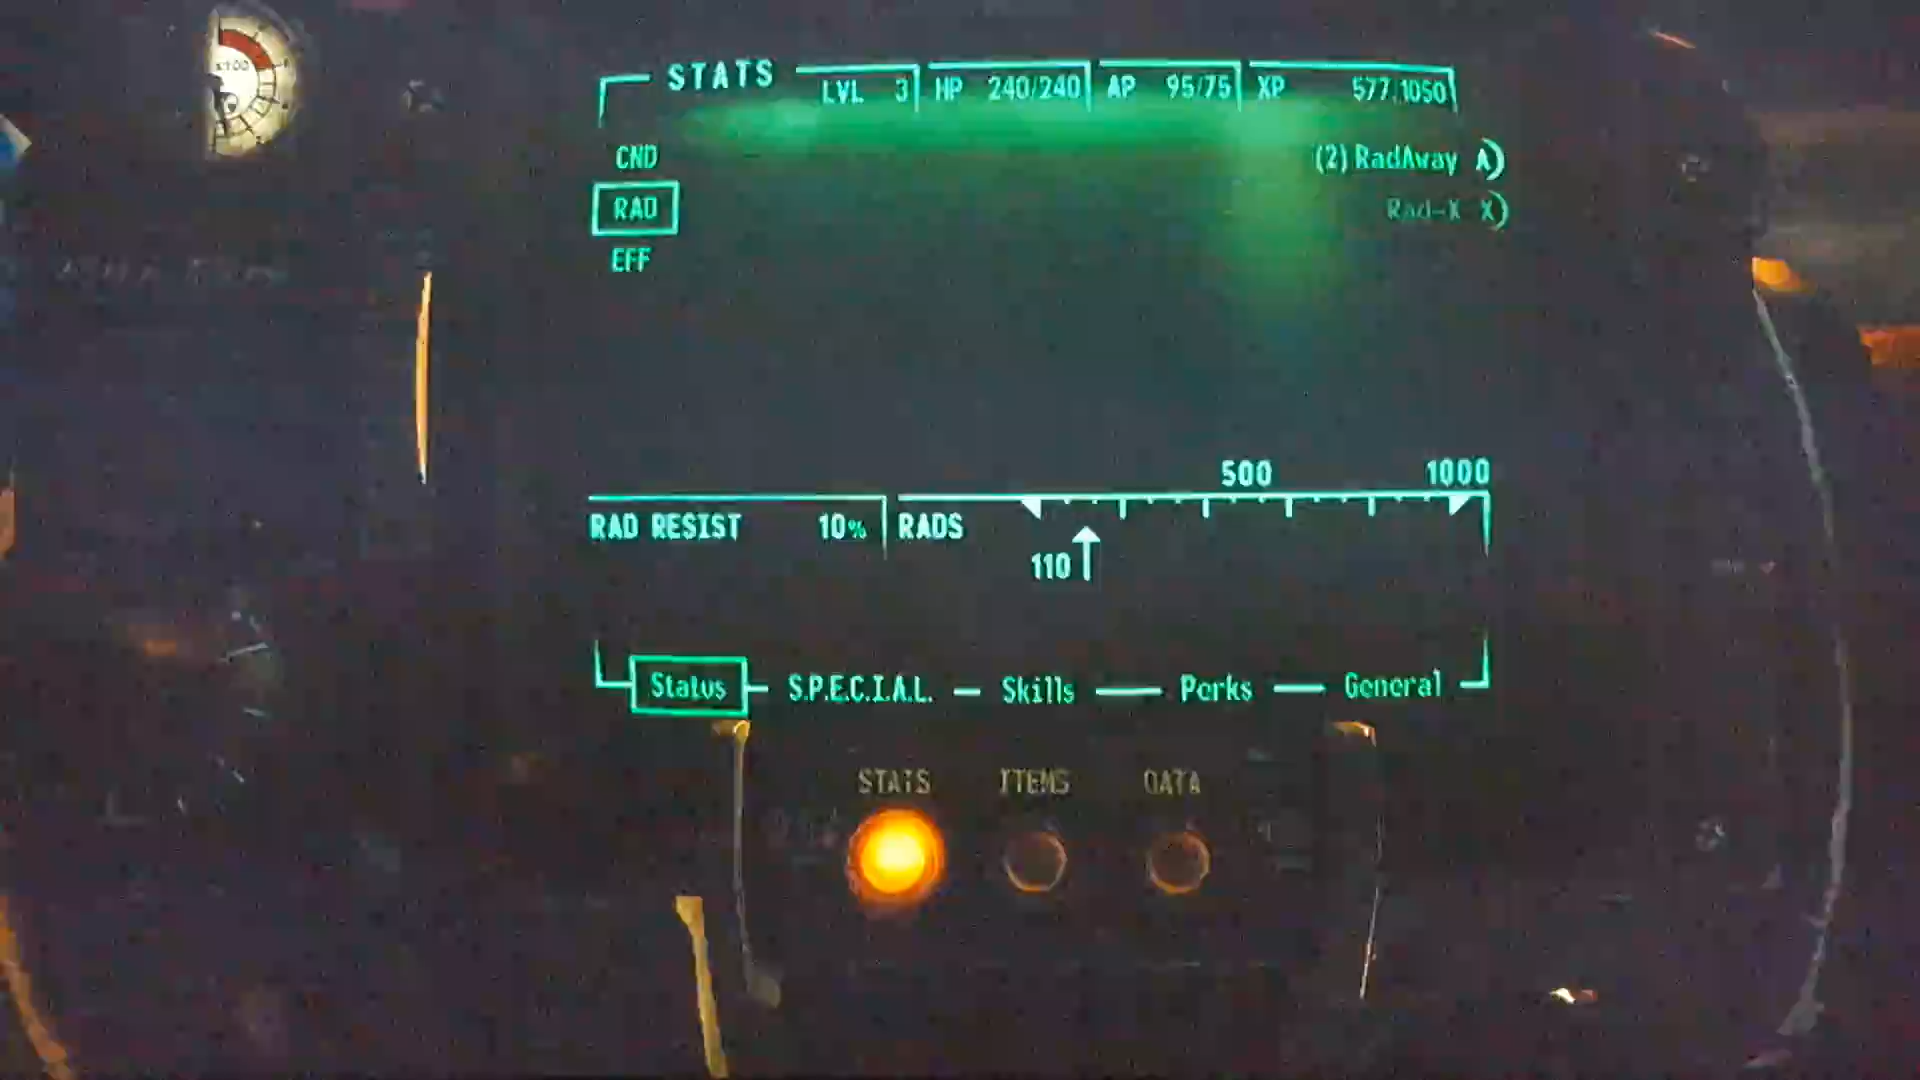 x100
STATS LVL 3 HP 240/240 AP 95/75 XP 577/1050
CND
(2) RadAway A)
RAD
Rad-X X)
EFF
500 1000
RAD RESIST 10% RADS
110
Status S.P.E.C.I.A.L. Skills Perks General
STATS ITEMS DATA